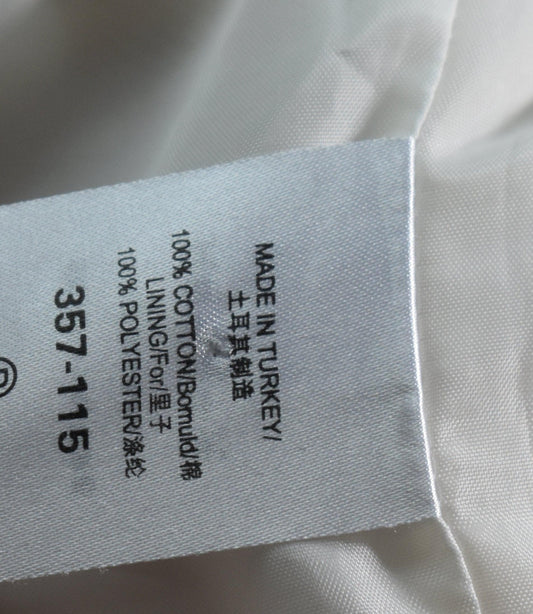 MADE IN TURKEY/
土耳其制造
100% COTTON/Bomuld/棉
LINING/For/里子
100% POLYESTER/涤纶
357-115
Ⓟ